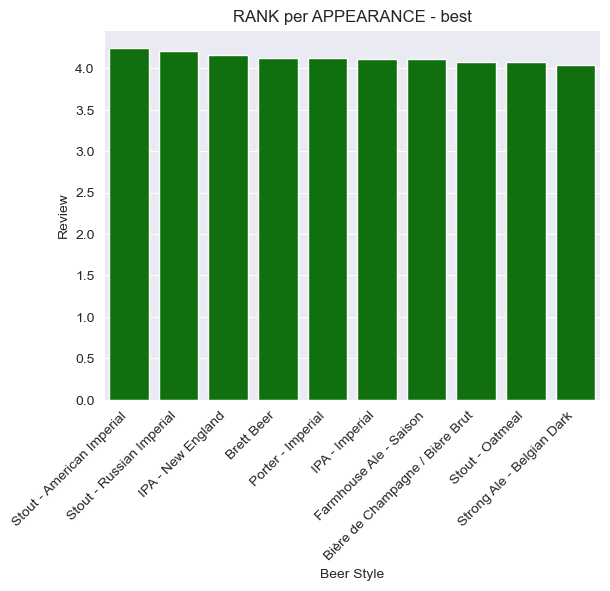 RANK per APPEARANCE - best
Review
4.0
3.5
3.0
2.5
2.0
1.5
1.0
0.5
0.0
Stout - American Imperial
Stout - Russian Imperial
IPA - New England
Brett Beer
Porter - Imperial
IPA - Imperial
Farmhouse Ale - Saison
Bière de Champagne / Bière Brut
Stout - Oatmeal
Strong Ale - Belgian Dark
Beer Style